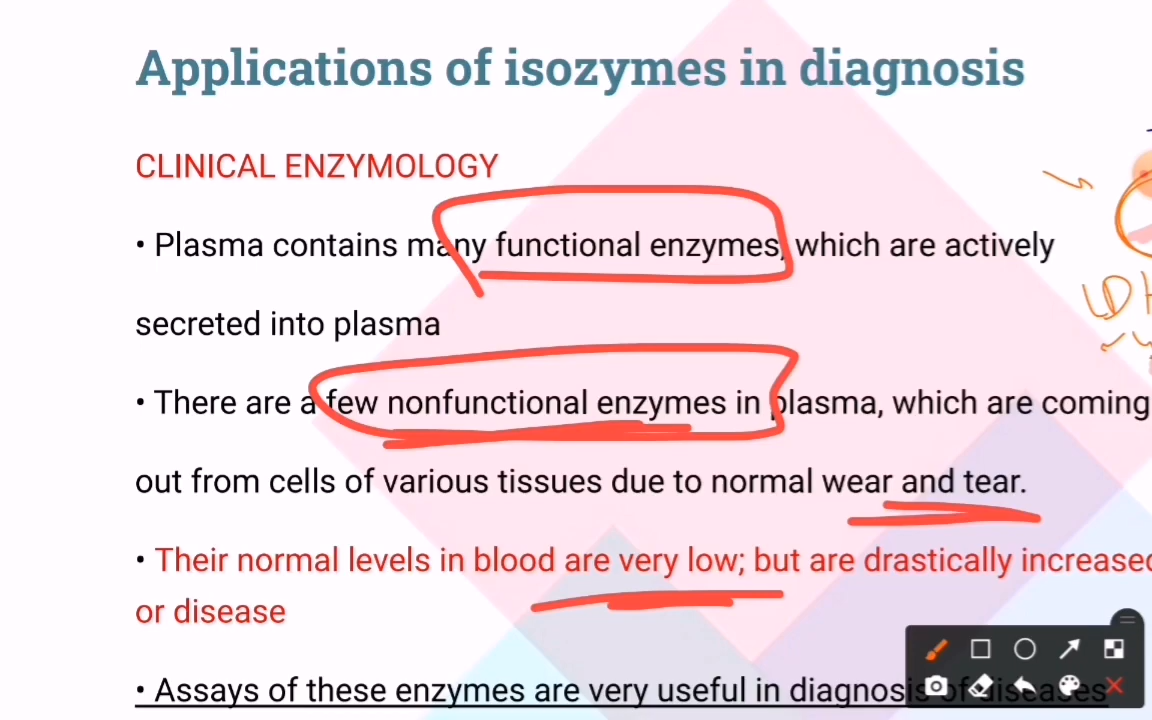 Applications of isozymes in diagnosis
CLINICAL ENZYMOLOGY
• Plasma contains many functional enzymes, which are actively
secreted into plasma
• There are a few nonfunctional enzymes in plasma, which are coming
out from cells of various tissues due to normal wear and tear.
• Their normal levels in blood are very low; but are drastically increased
or disease
• Assays of these enzymes are very useful in diagnosis of diseases